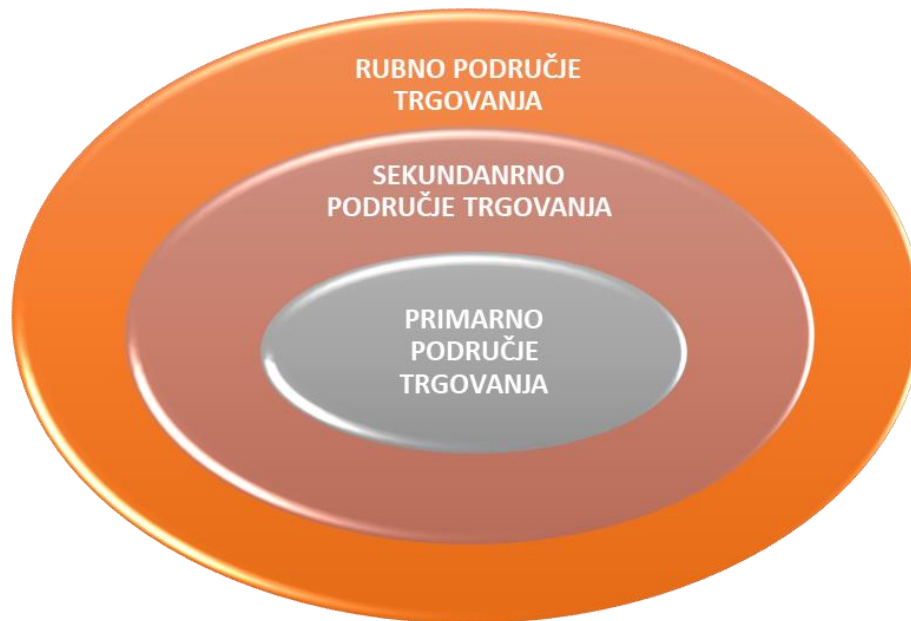 RUBNO PODRUČJE
TRGOVANJA
SEKUNDANRNO
PODRUČJE TRGOVANJA
PRIMARNO
PODRUČJE
TRGOVANJA